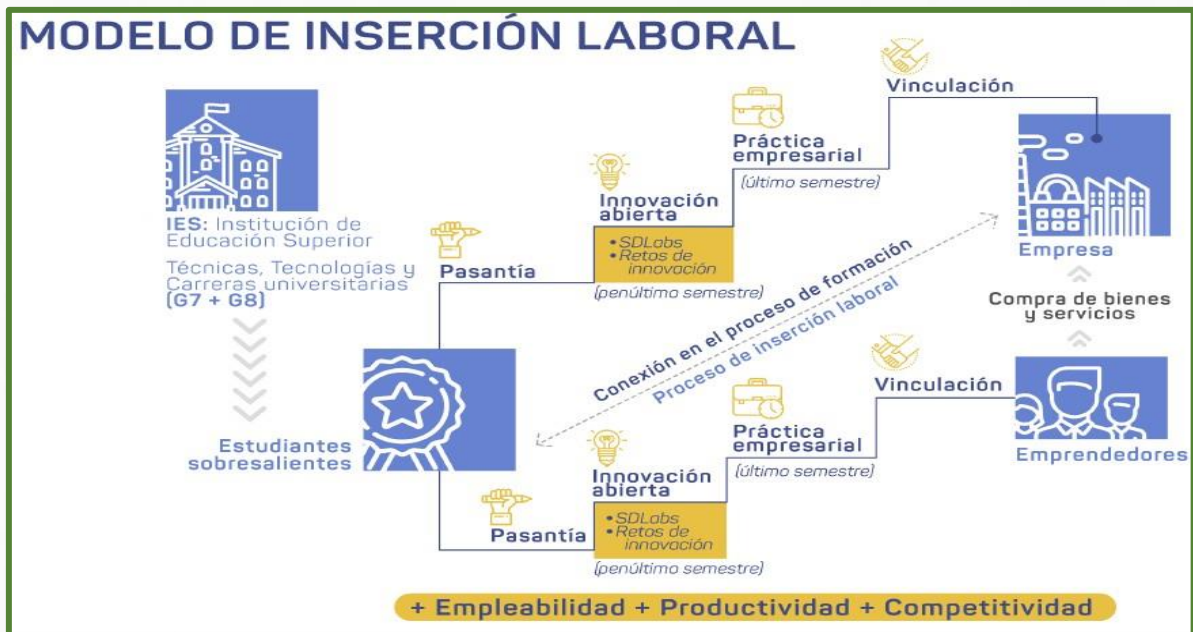 MODELO DE INSERCIÓN LABORAL
IES: Institución de
Educación Superior
Técnicas, Tecnologías y
Carreras universitarias
(G7 + G8)
Estudiantes
sobresalientes
Pasantía
Innovación
abierta
• SDLabs
• Retos de
innovación
(penúltimo semestre)
Práctica
empresarial
(último semestre)
Vinculación
Empresa
Compra de bienes
y servicios
Conexión en el proceso de formación
Proceso de inserción laboral
Pasantía
Innovación
abierta
• SDLabs
• Retos de
innovación
(penúltimo semestre)
Práctica
empresarial
(último semestre)
Vinculación
Emprendedores
+ Empleabilidad + Productividad + Competitividad